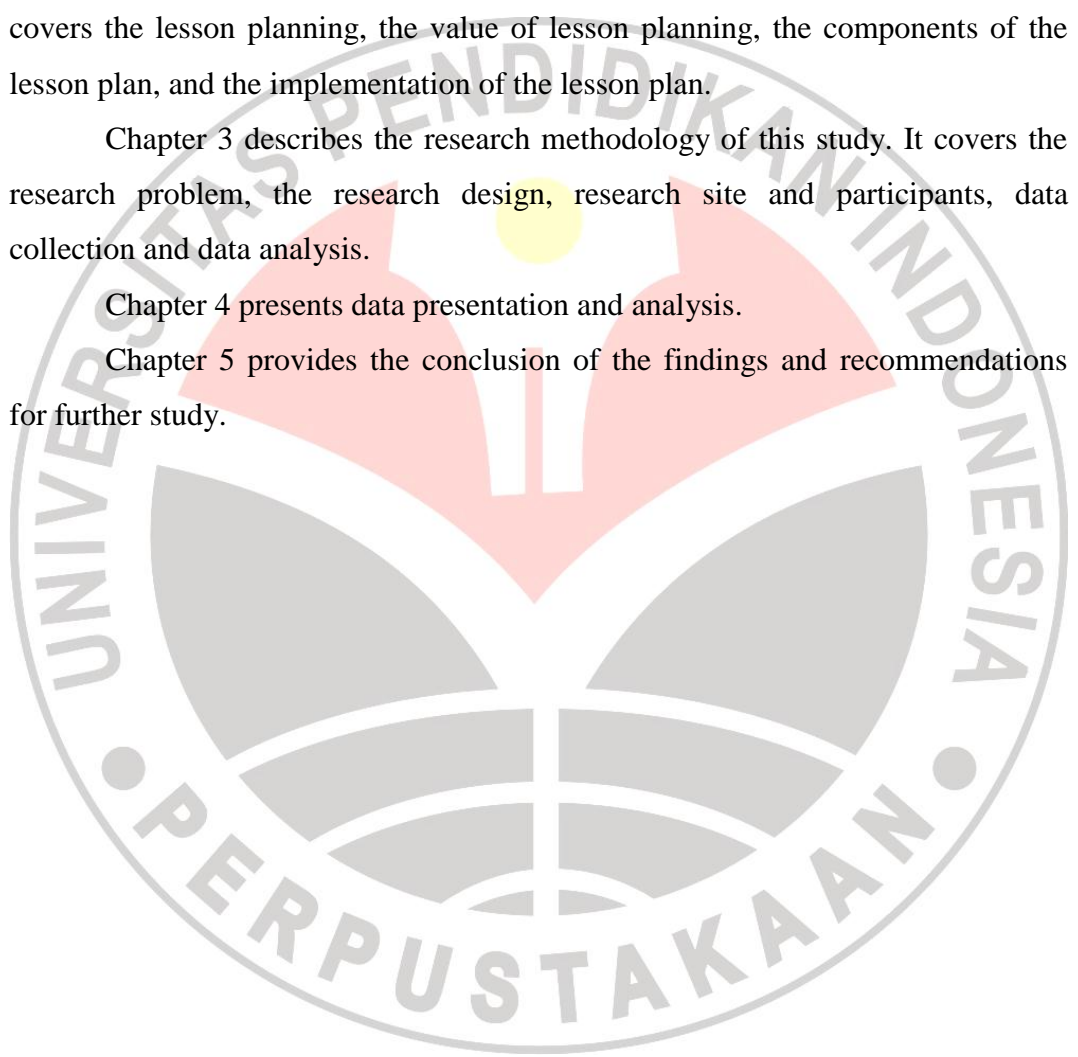 covers the lesson planning, the value of lesson planning, the components of the
lesson plan, and the implementation of the lesson plan.
Chapter 3 describes the research methodology of this study. It covers the
research problem, the research design, research site and participants, data
collection and data analysis.
Chapter 4 presents data presentation and analysis.
Chapter 5 provides the conclusion of the findings and recommendations
for further study.
UNIVERSITAS PENDIDIKAN INDONESIA
PERPUSTAKAAN